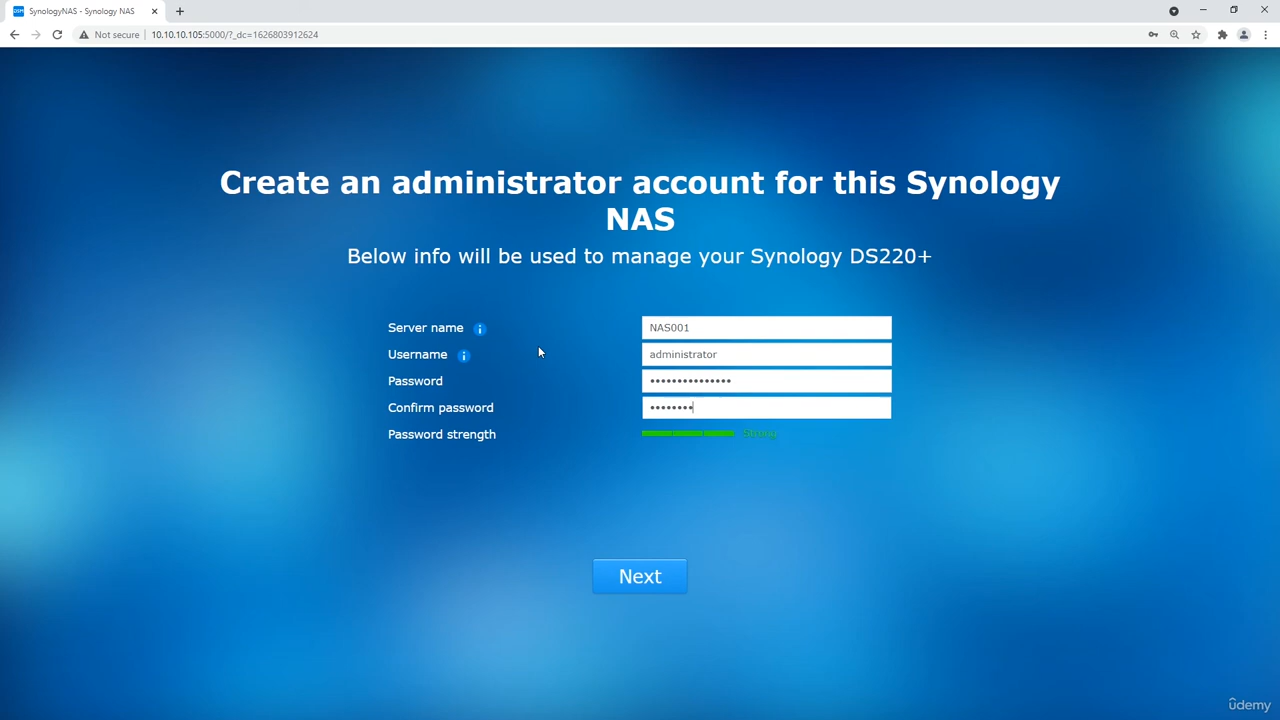 DSM SynologyNAS - Synology NAS
Not secure 10.10.10.105:5000/?_dc=1626803912624
Create an administrator account for this Synology
NAS
Below info will be used to manage your Synology DS220+
Server name i NAS001
Username i administrator
Password •••••••••••••••
Confirm password ••••••••
Password strength Strong
Next
ûdemy